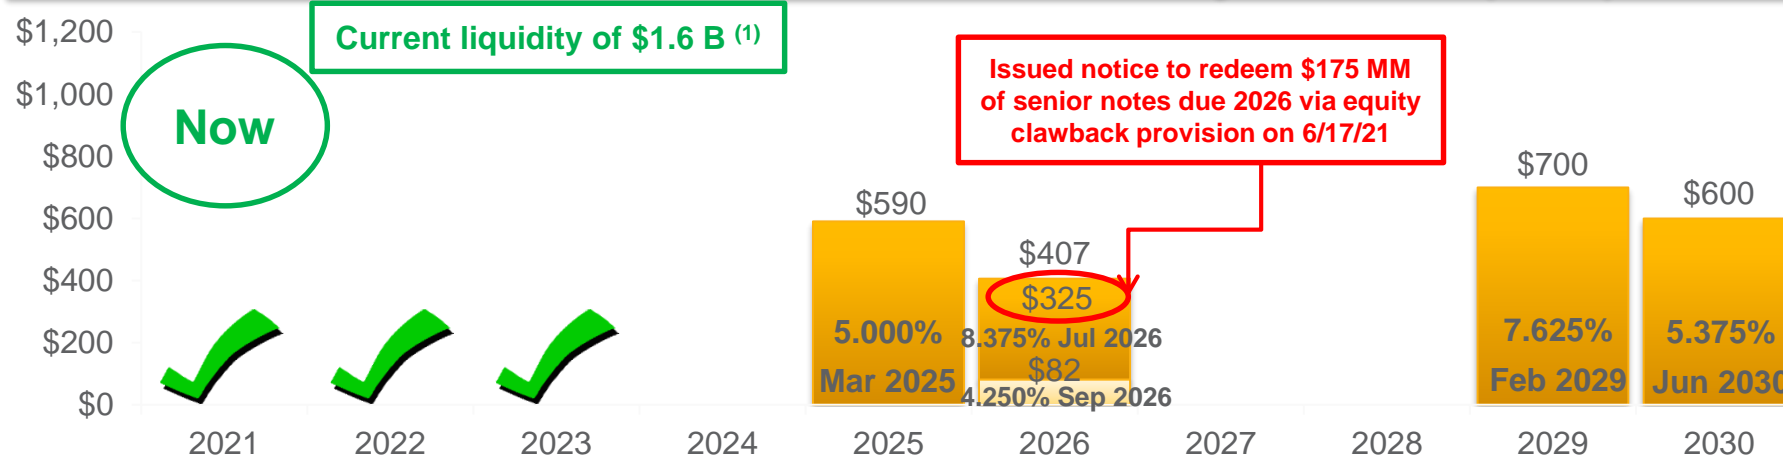 $1,200
$1,000
$800
$600
$400
$200
$0
Now
Current liquidity of $1.6 B (1)
Issued notice to redeem $175 MM
of senior notes due 2026 via equity
clawback provision on 6/17/21
$590
5.000%
Mar 2025
$407
$325
8.375% Jul 2026
$82
4.250% Sep 2026
$700
7.625%
Feb 2029
$600
5.375%
Jun 2030
2021 2022 2023 2024 2025 2026 2027 2028 2029 2030